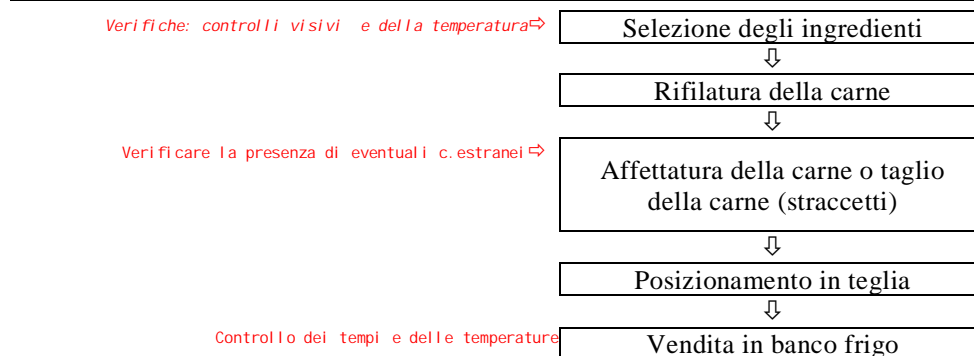 Verifiche: controlli visivi e della temperatura⇨
Selezione degli ingredienti
⇩
Rifilatura della carne
⇩
Verificare la presenza di eventuali c.estranei⇨
Affettatura della carne o taglio
della carne (straccetti)
⇩
Posizionamento in teglia
⇩
Controllo dei tempi e delle temperature
Vendita in banco frigo